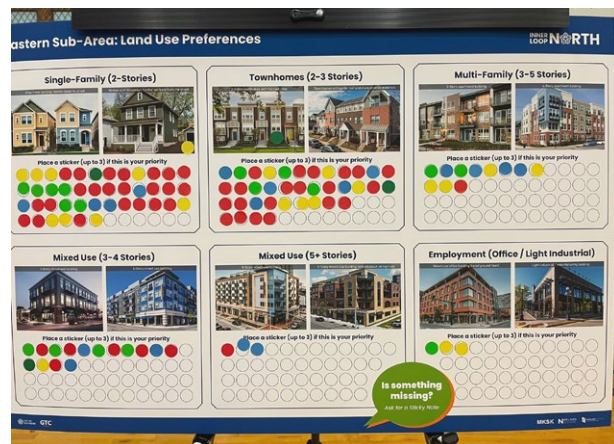 astern Sub-Area: Land Use Preferences
INNER
LOOP NORTH
Single-Family (2-Stories)
Place a sticker (up to 3) if this is your priority
Townhomes (2-3 Stories)
Place a sticker (up to 3) if this is your priority
Multi-Family (3-5 Stories)
Place a sticker (up to 3) if this is your priority
Mixed Use (3-4 Stories)
Place a sticker (up to 3) if this is your priority
Mixed Use (5+ Stories)
Place a sticker (up to 3) if this is your priority
Employment (Office / Light Industrial)
Place a sticker (up to 3) if this is your priority
Is something
missing?
Ask for a Sticky Note
GTC
MKSK